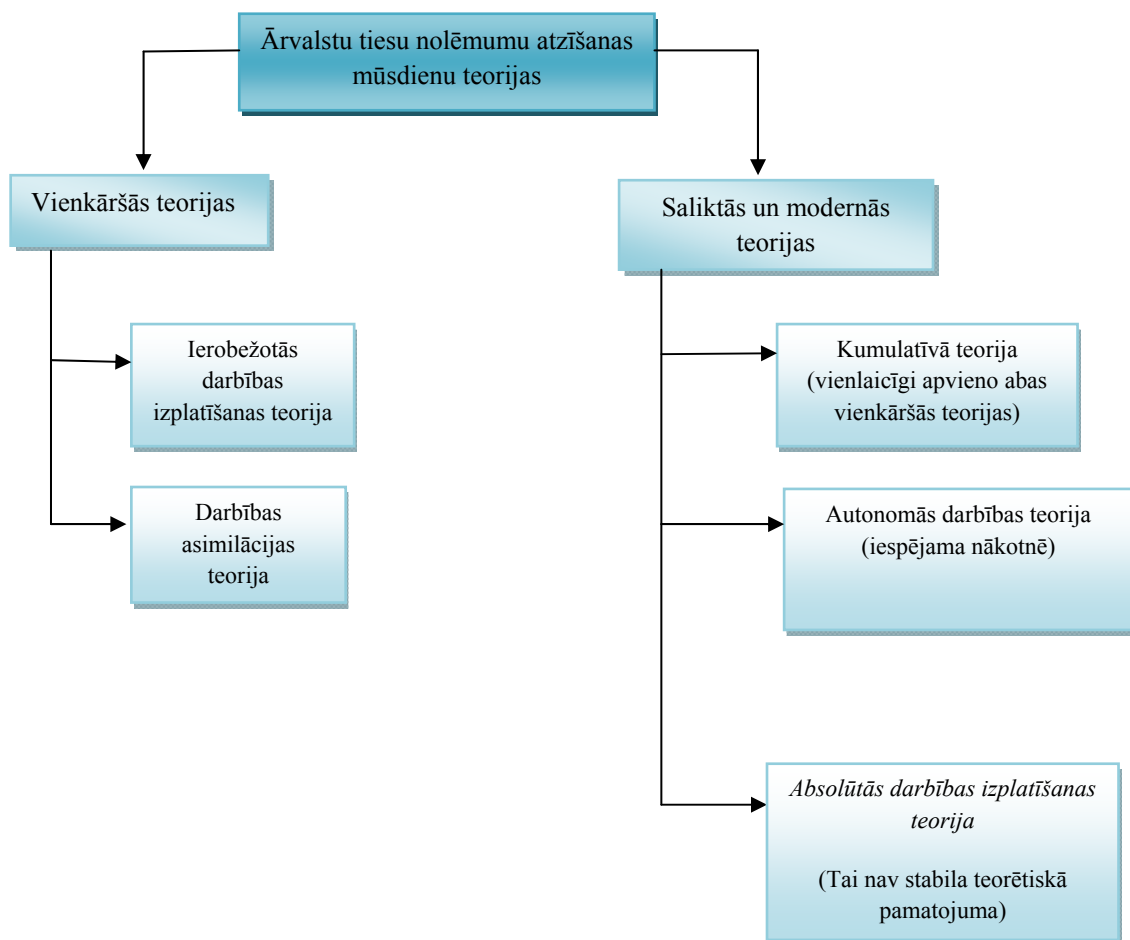 Ārvalstu tiesu nolēmumu atzīšanas
mūsdienu teorijas
Vienkāršās teorijas
Ierobežotās
darbības
izplatīšanas teorija
Darbības
asimilācijas
teorija
Saliktās un modernās
teorijas
Kumulatīvā teorija
(vienlaicīgi apvieno abas
vienkāršās teorijas)
Autonomās darbības teorija
(iespējama nākotnē)
Absolūtās darbības izplatīšanas
teorija
(Tai nav stabila teorētiskā
pamatojuma)